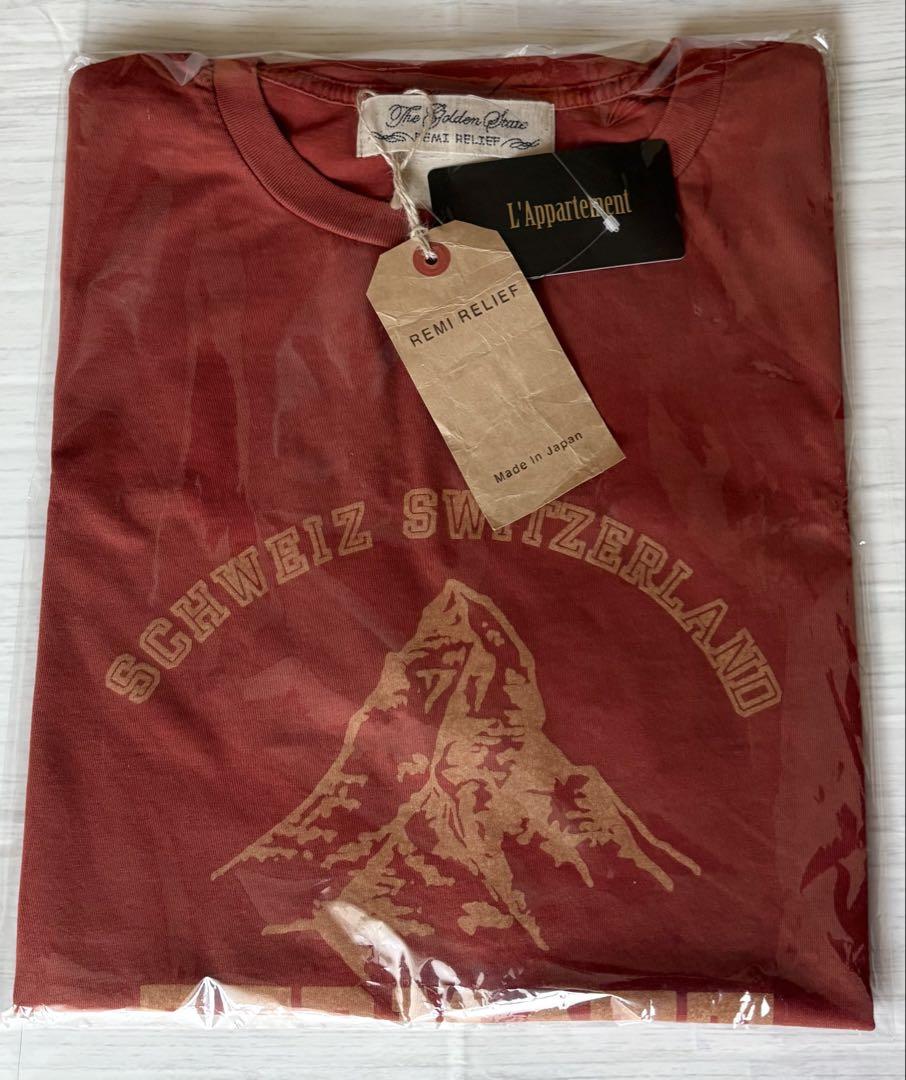 The Golden State
REMI RELIEF
L'Appartement
REMI RELIEF
Made in Japan
SCHWEIZ SWITZERLAND